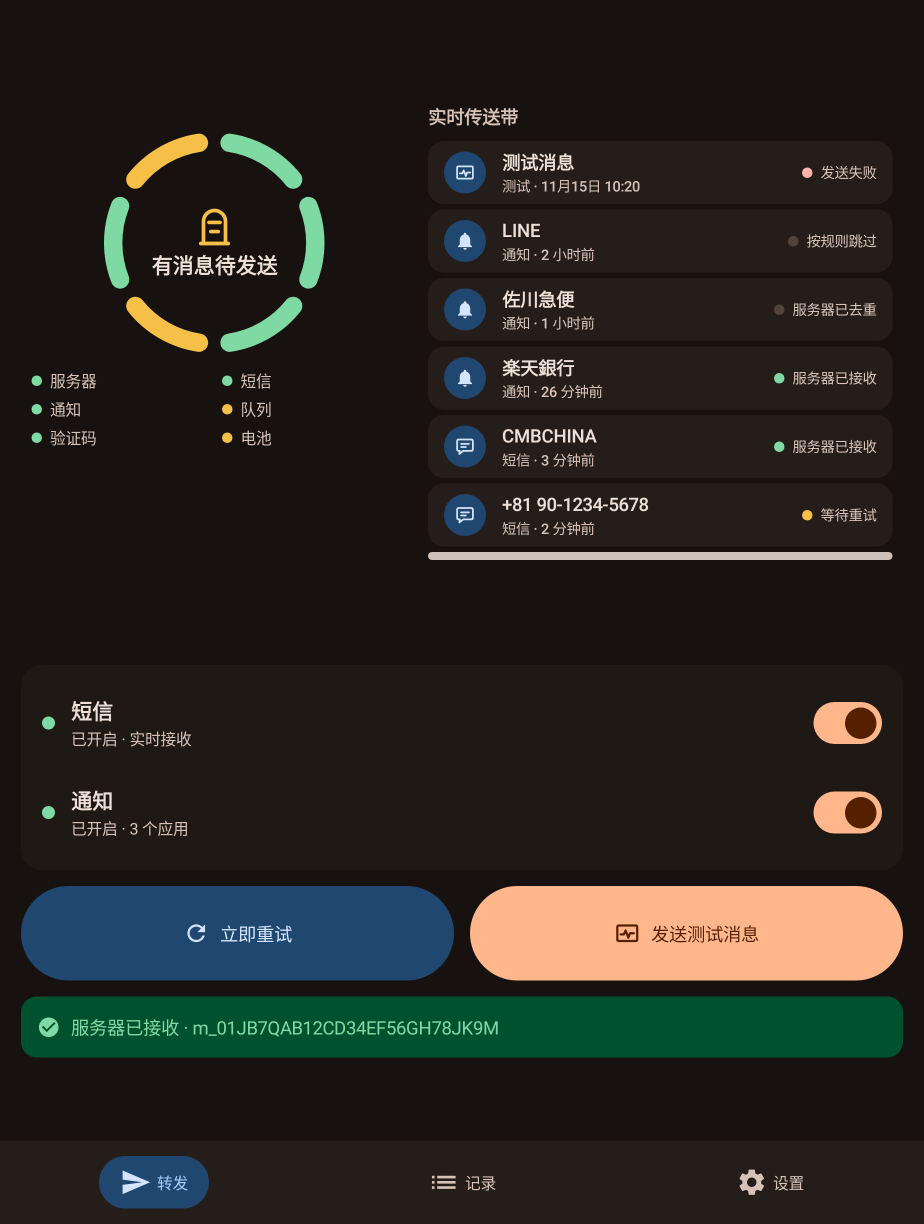 有消息待发送
服务器
短信
通知
队列
验证码
电池
实时传送带
测试消息
测试 · 11月15日 10:20
发送失败
LINE
通知 · 2 小时前
按规则跳过
佐川急便
通知 · 1 小时前
服务器已去重
楽天銀行
通知 · 26 分钟前
服务器已接收
CMBCHINA
短信 · 3 分钟前
服务器已接收
+81 90-1234-5678
短信 · 2 分钟前
等待重试
短信
已开启 · 实时接收
通知
已开启 · 3 个应用
立即重试
发送测试消息
服务器已接收 · m_01JB7QAB12CD34EF56GH78JK9M
转发
记录
设置